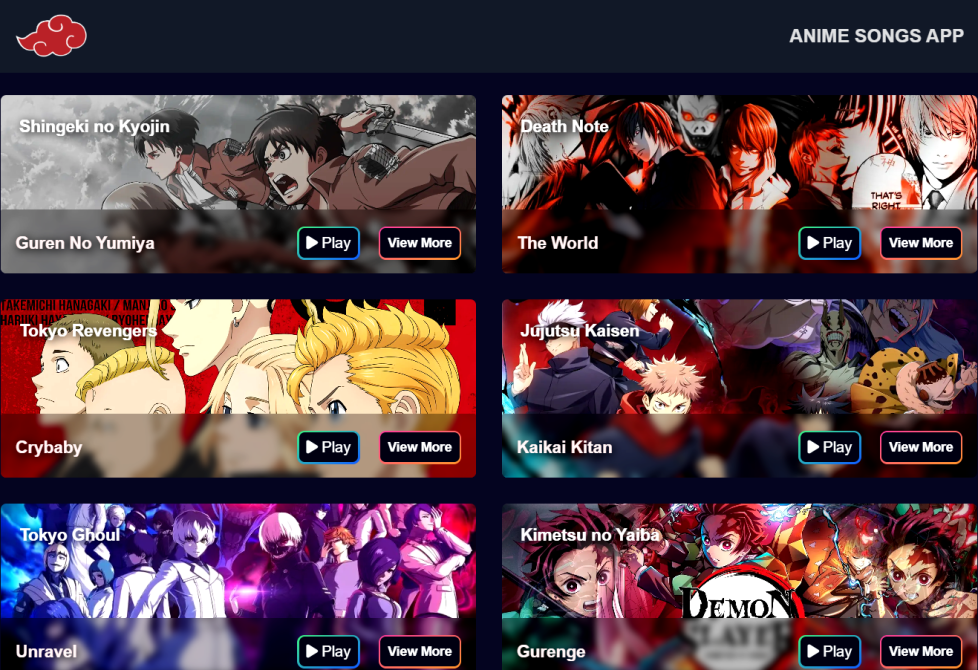 ANIME SONGS APP
Shingeki no Kyojin
Guren No Yumiya
Play
View More
Death Note
THAT'S
RIGHT
The World
Play
View More
TAKEMICHI HANAGAKI / MAN
Tokyo Revengers
Crybaby
Play
View More
Jujutsu Kaisen
Kaikai Kitan
Play
View More
Tokyo Ghoul
Unravel
Play
View More
Kimetsu no Yaiba
DEMON
SLAYER
Gurenge
Play
View More